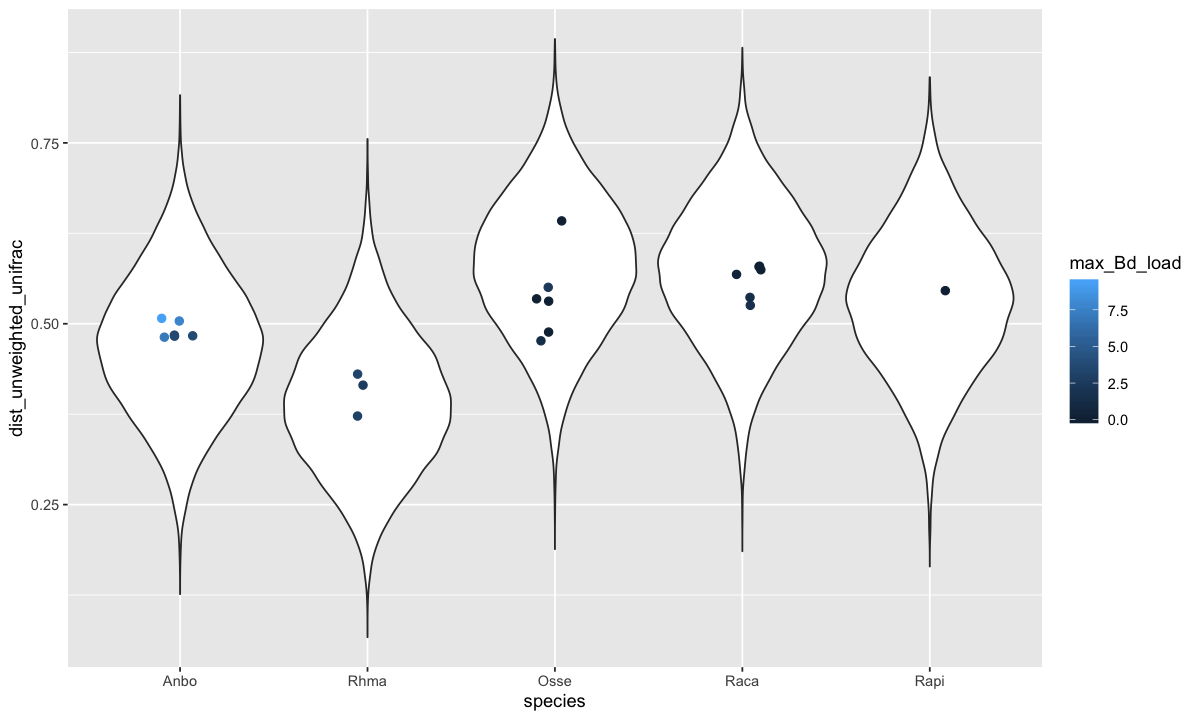 dist_unweighted_unifrac
0.75
0.50
0.25
Anbo
Rhma
Osse
Raca
Rapi
species
max_Bd_load
7.5
5.0
2.5
0.0